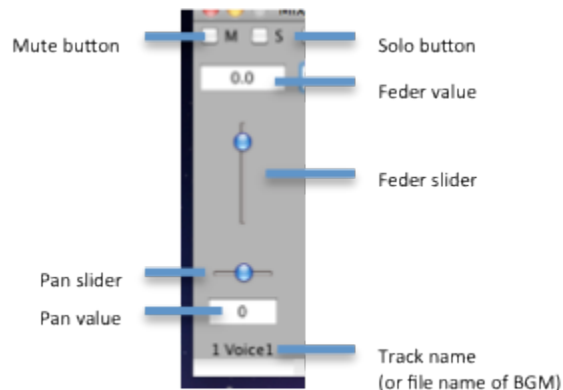 MIX
Mute button
M S
Solo button
0.0
Feder value
Feder slider
Pan slider
Pan value
0
1 Voice1
Track name
(or file name of BGM)